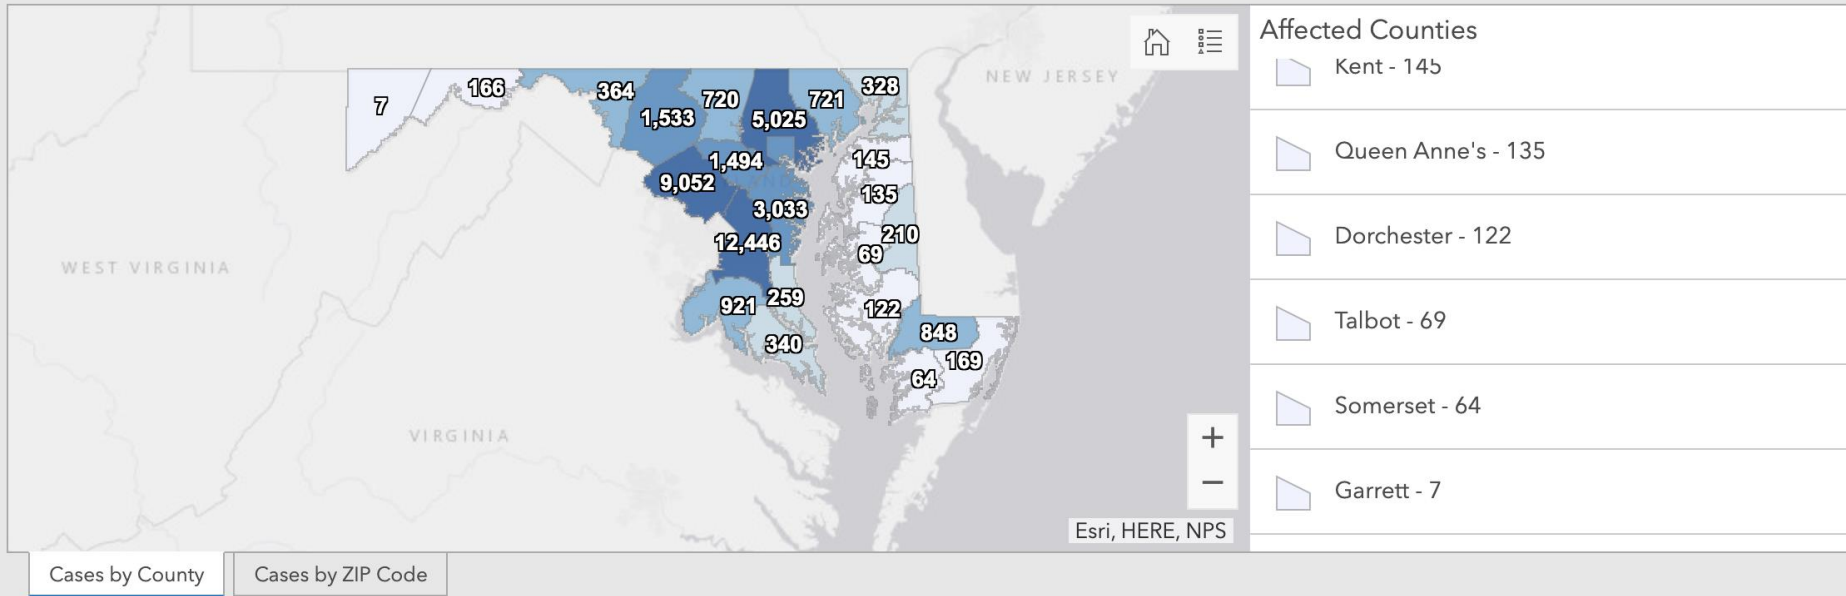 NEW JERSEY
328
166
364
720
721
7
1,533
5,025
1,494
145
9,052
135
3,033
210
12,446
69
WEST VIRGINIA
259
921
122
848
340
169
64
VIRGINIA
+
−
Esri, HERE, NPS
Affected Counties
Kent - 145
Queen Anne's - 135
Dorchester - 122
Talbot - 69
Somerset - 64
Garrett - 7
Cases by County
Cases by ZIP Code